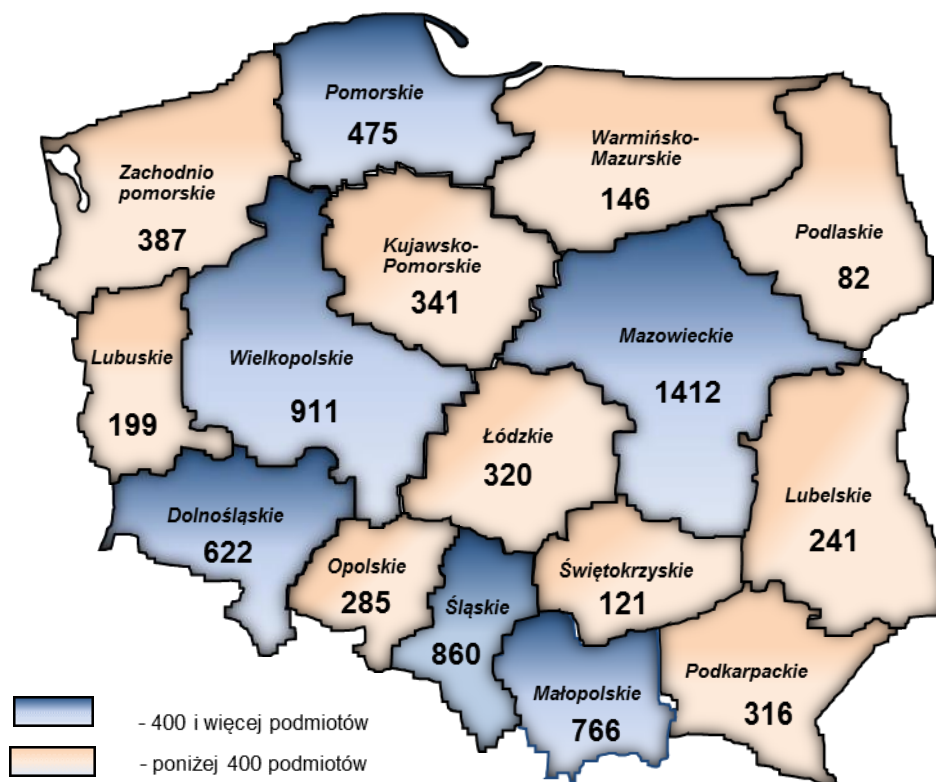 Pomorskie
475
Warmińsko-
Mazurskie
146
Zachodnio
pomorskie
387
Podlaskie
82
Kujawsko-
Pomorskie
341
Mazowieckie
1412
Lubuskie
199
Wielkopolskie
911
Łódzkie
320
Lubelskie
241
Dolnośląskie
622
Opolskie
285
Śląskie
860
Świętokrzyskie
121
Małopolskie
766
Podkarpackie
316
- 400 i więcej podmiotów
- poniżej 400 podmiotów